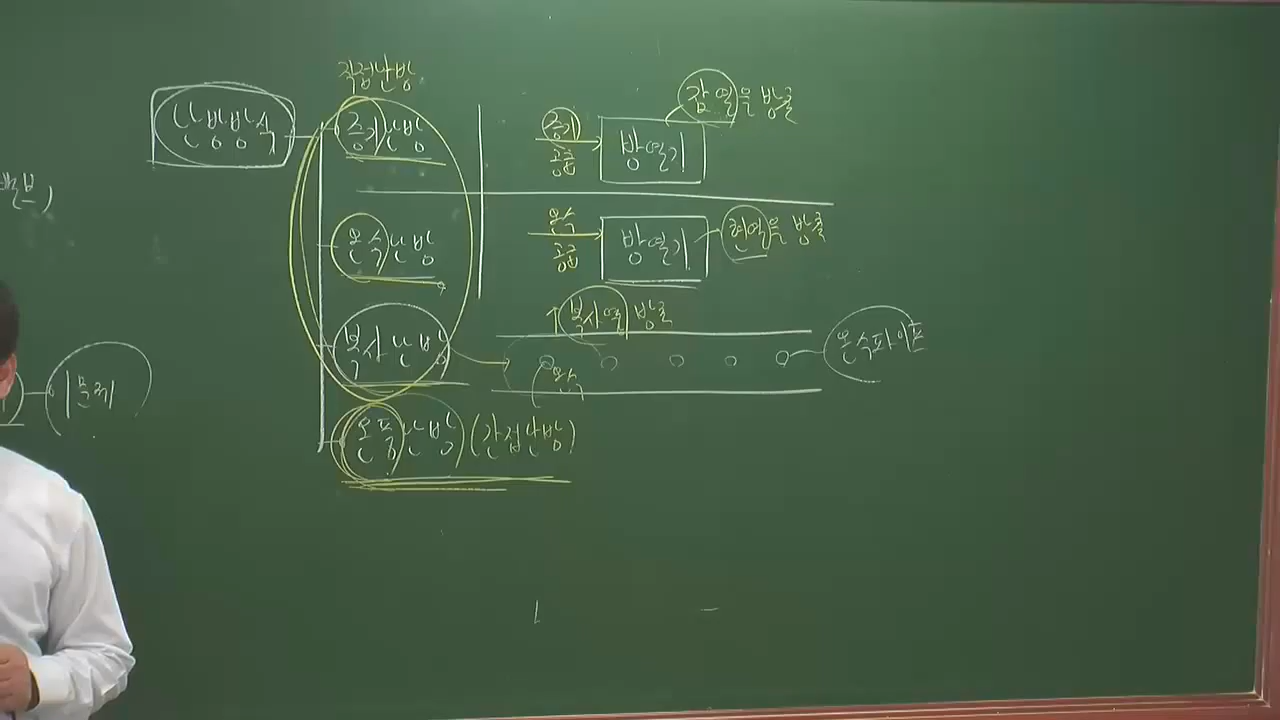 직접난방
난방방식
증기난방
증기
공급
방열기
잠열을 방출
온수난방
온수
공급
방열기
현열을 방출
복사난방
복사열 방출
온수
온수파이프
온풍난방 (간접난방)
1문제